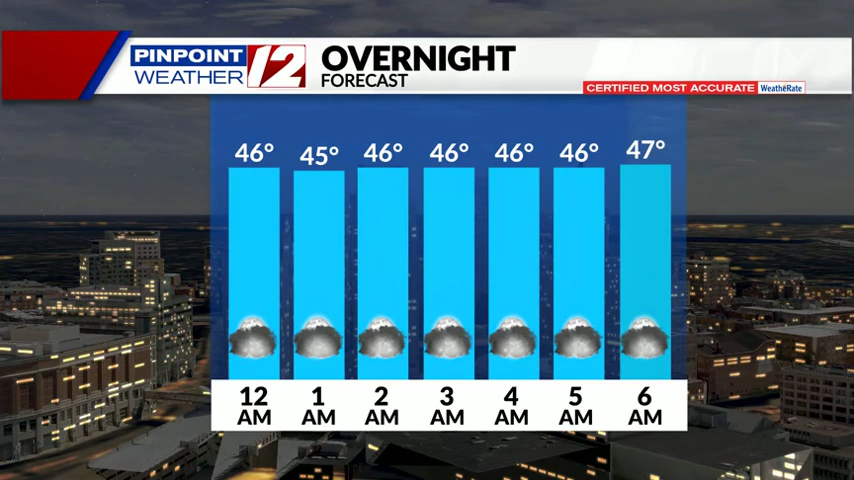 PINPOINT
WEATHER 12
OVERNIGHT
FORECAST
CERTIFIED MOST ACCURATE WeatheRate
46° 45° 46° 46° 46° 46° 47°
12 1 2 3 4 5 6
AM AM AM AM AM AM AM